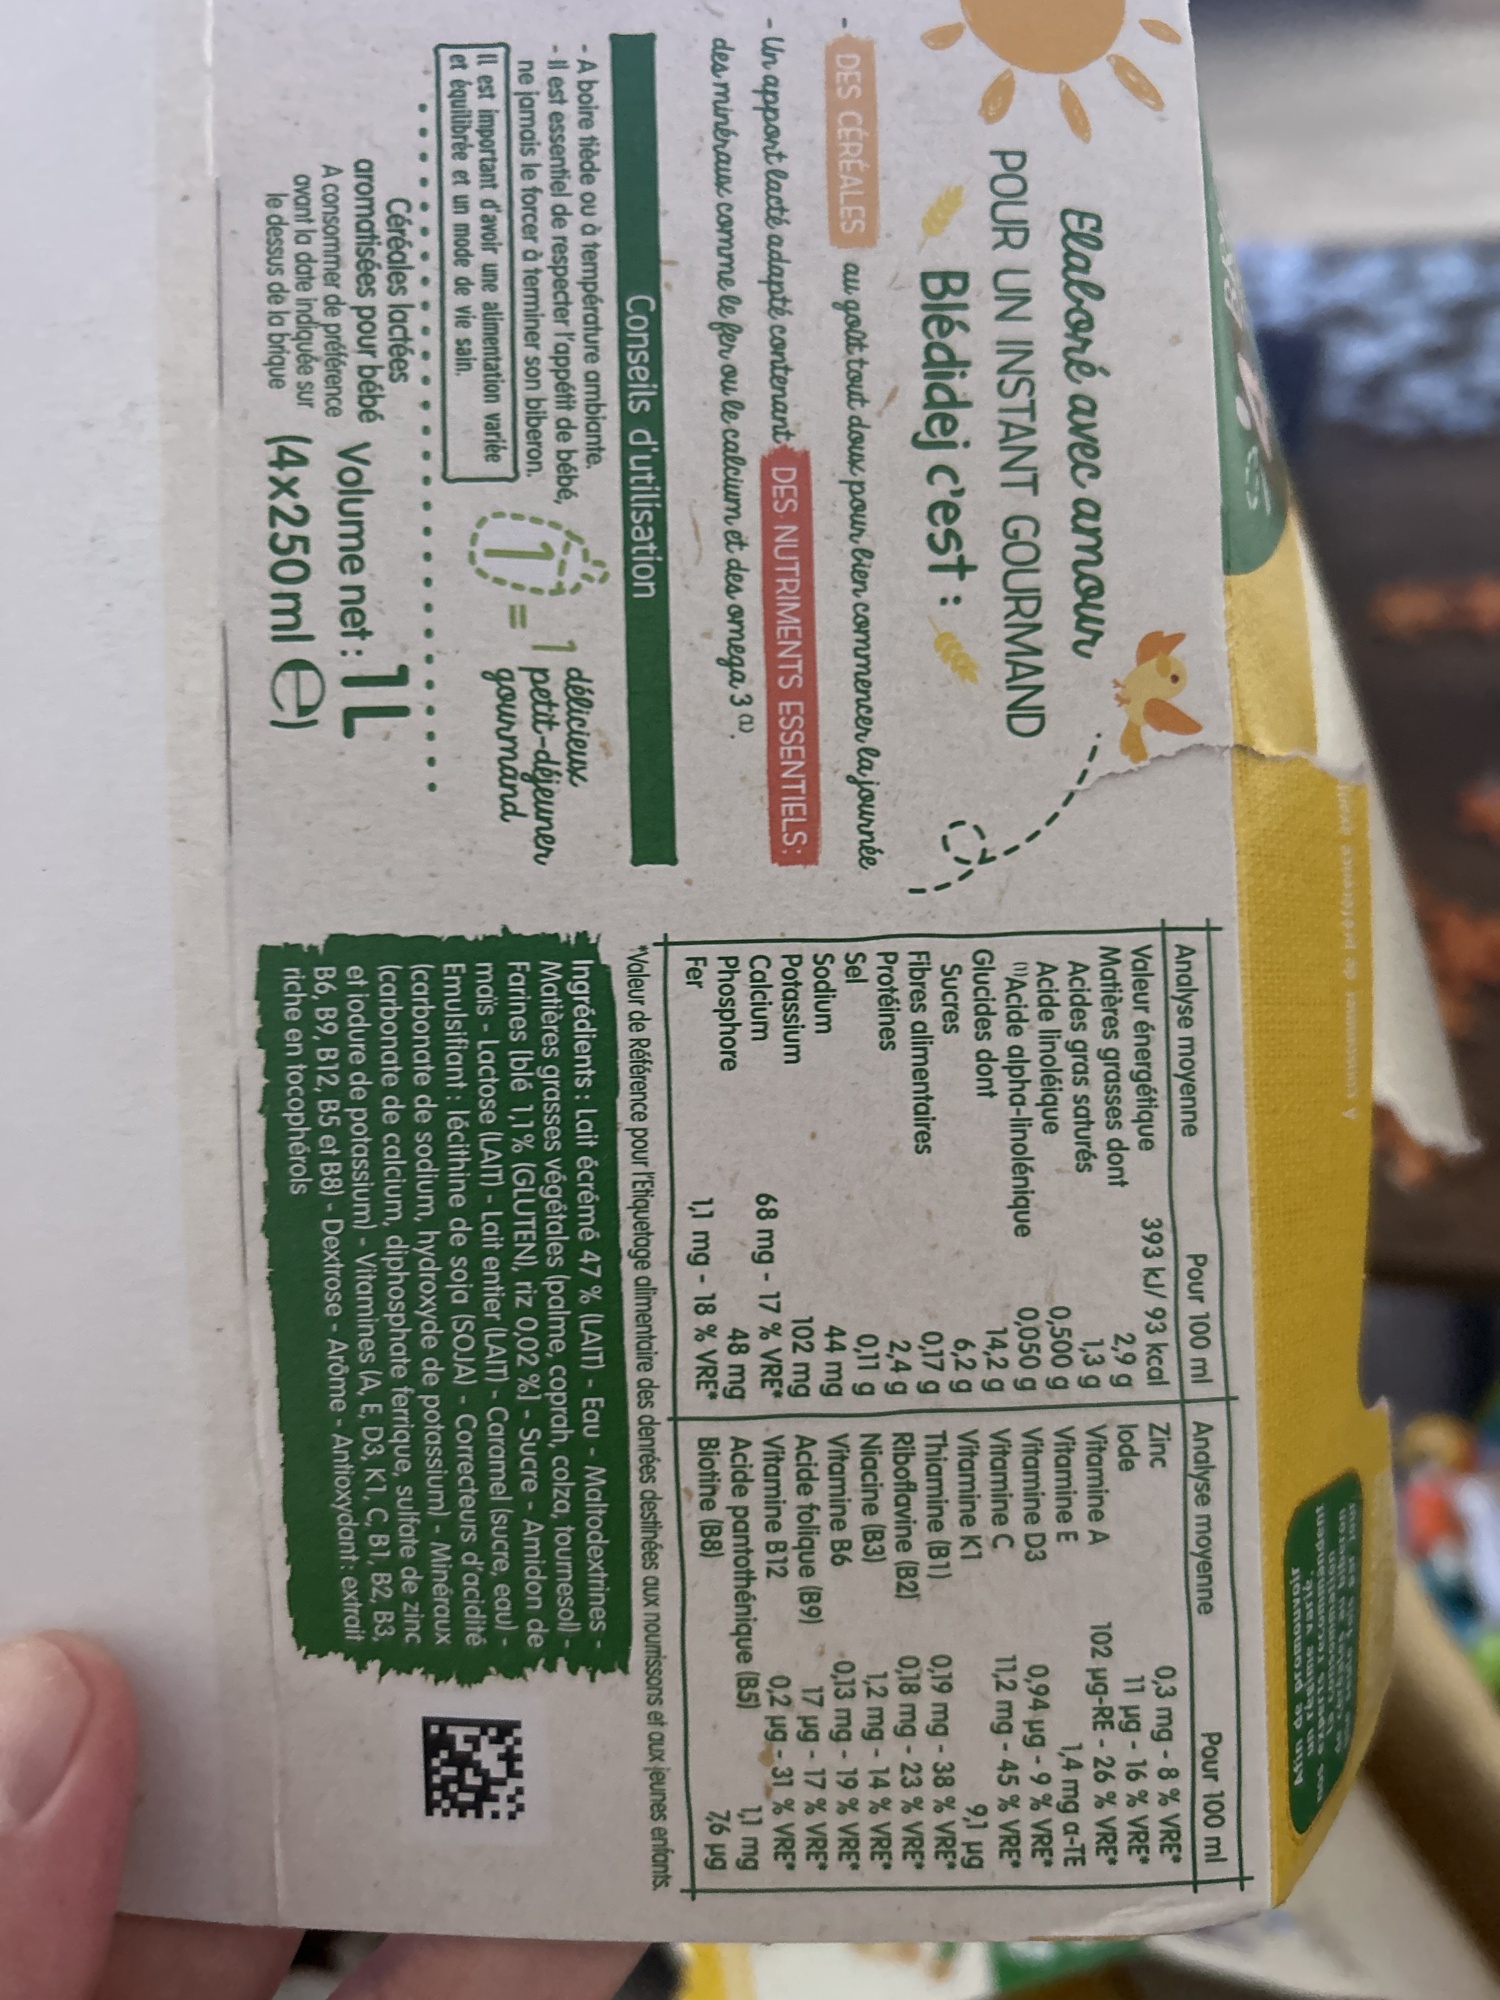 Elaboré avec amour
POUR UN INSTANT GOURMAND
Blédidej c'est :
- DES CÉRÉALES au goût tout doux pour bien commencer la journée
- Un apport lacté adapté contenant DES NUTRIMENTS ESSENTIELS:
des minéraux comme le fer ou le calcium et des omega 3 (1).
Conseils d'utilisation
- A boire tiède ou à température ambiante.
- Il est essentiel de respecter l'appétit de bébé,
ne jamais le forcer à terminer son biberon.
Il est important d'avoir une alimentation variée
et équilibrée et un mode de vie sain.
1 = 1 délicieux
petit-déjeuner
gourmand
Céréales lactées
aromatisées pour bébé
A consommer de préférence
avant la date indiquée sur
le dessus de la brique
Volume net : 1L
(4x250ml e)
Analyse moyenne Pour 100 ml
Valeur énergétique 393 kJ/ 93 kcal
Matières grasses dont 2,9 g
Acides gras saturés 1,3 g
Acide linoléique 0,500 g
(1)Acide alpha-linolénique 0,050 g
Glucides dont 14,2 g
Sucres 6,2 g
Fibres alimentaires 0,17 g
Protéines 2,4 g
Sel 0,11 g
Sodium 44 mg
Potassium 102 mg
Calcium 68 mg - 17 % VRE*
Phosphore 48 mg
Fer 1,1 mg - 18 % VRE*
Analyse moyenne Pour 100 ml
Zinc 0,3 mg - 8 % VRE*
Iode 11 µg - 16 % VRE*
Vitamine A 102 µg-RE - 26 % VRE*
Vitamine E 1,4 mg α-TE
Vitamine D3 0,94 µg - 9 % VRE*
Vitamine C 11,2 mg - 45 % VRE*
Vitamine K1 9,1 µg
Thiamine (B1) 0,19 mg - 38 % VRE*
Riboflavine (B2) 0,18 mg - 23 % VRE*
Niacine (B3) 1,2 mg - 14 % VRE*
Vitamine B6 0,13 mg - 19 % VRE*
Acide folique (B9) 17 µg - 17 % VRE*
Vitamine B12 0,2 µg - 31 % VRE*
Acide pantothénique (B5) 1,1 mg
Biotine (B8) 7,6 µg
*Valeur de Référence pour l'Etiquetage alimentaire des denrées destinées aux nourrissons et aux jeunes enfants.
Ingrédients : Lait écrémé 47 % (LAIT) - Eau - Maltodextrines -
Matières grasses végétales (palme, coprah, colza, tournesol) -
Farines [blé 1,1% (GLUTEN), riz 0,02 %] - Sucre - Amidon de
maïs - Lactose (LAIT) - Lait entier (LAIT) - Caramel (sucre, eau) -
Emulsifiant : lécithine de soja (SOJA) - Correcteurs d'acidité
(carbonate de sodium, hydroxyde de potassium) - Minéraux
(carbonate de calcium, diphosphate ferrique, sulfate de zinc
et iodure de potassium) - Vitamines (A, E, D3, K1, C, B1, B2, B3,
B6, B9, B12, B5 et B8) - Dextrose - Arôme - Antioxydant : extrait
riche en tocophérols